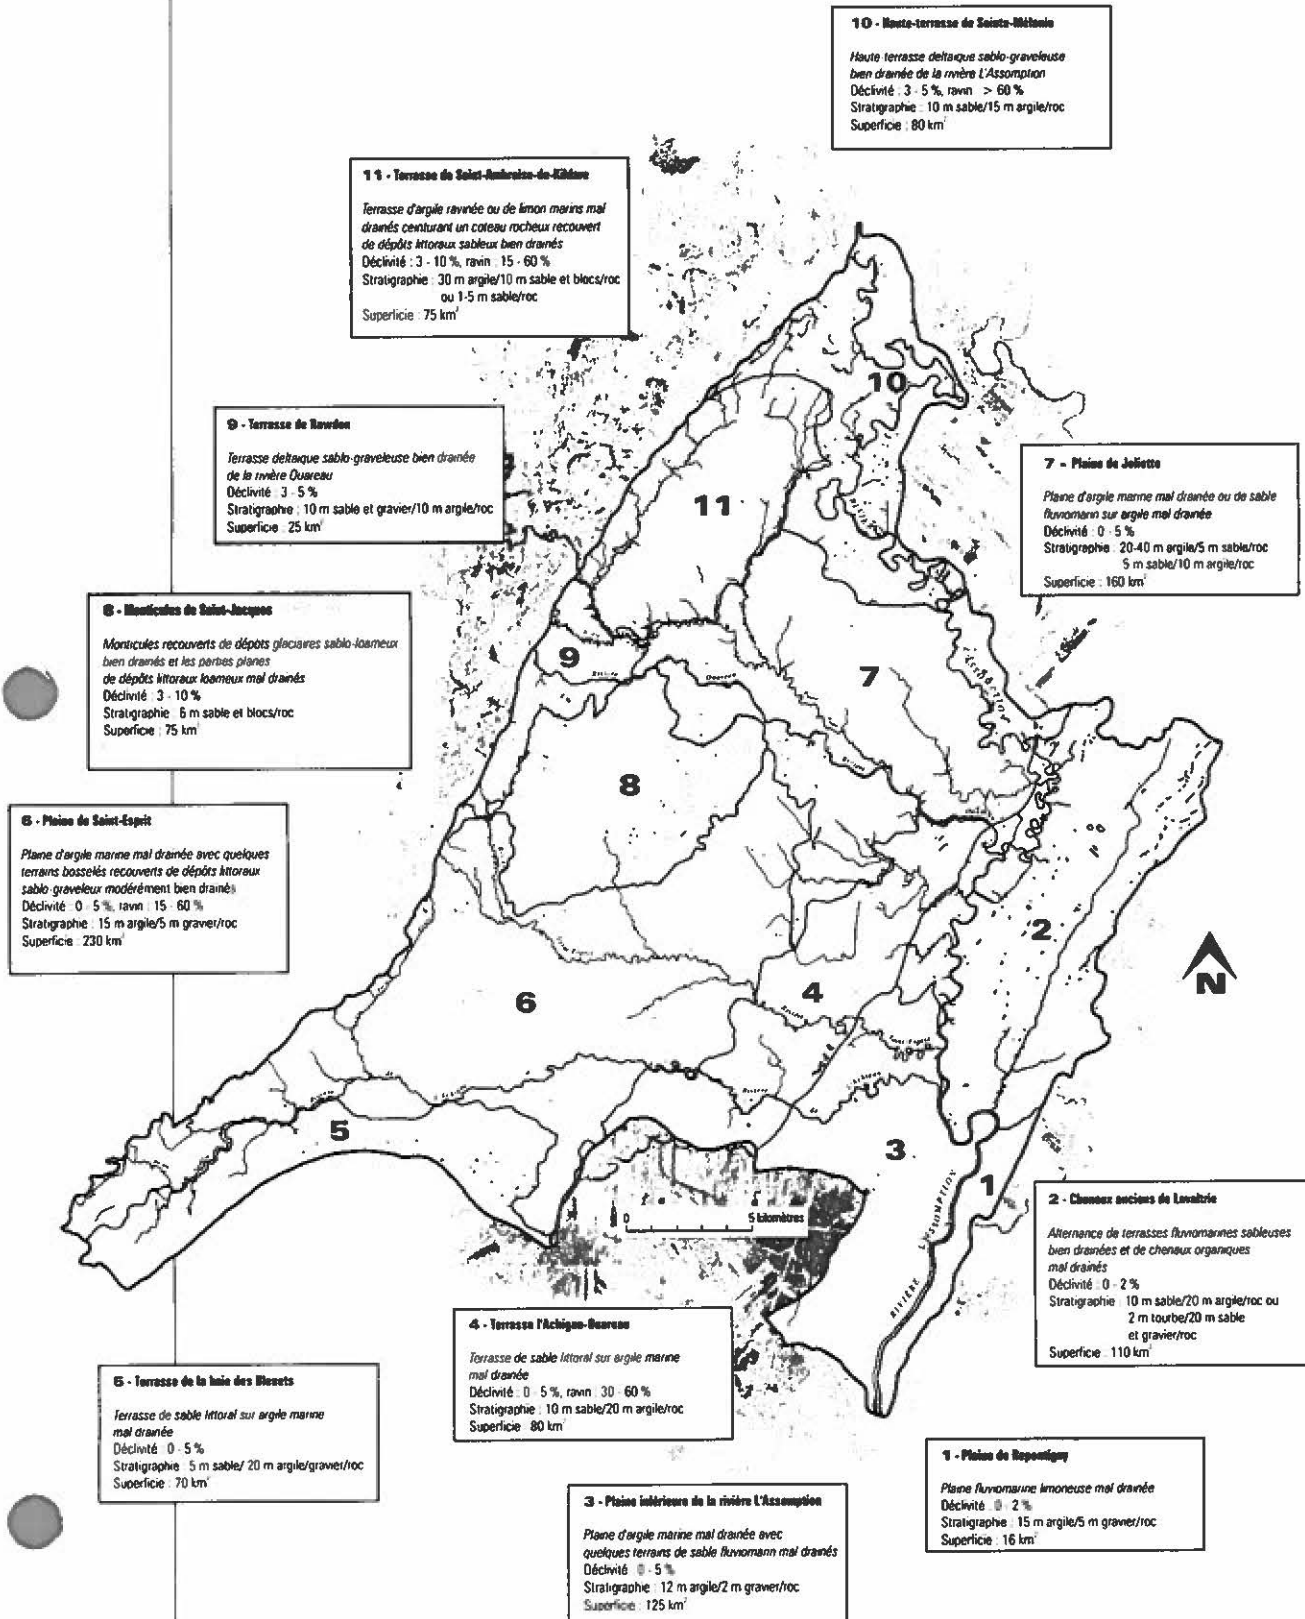 10 - Haute-terrasse de Sainte-Mélanie
Haute terrasse deltaïque sablo-graveleuse
bien drainée de la rivière L'Assomption
Déclivité : 3 - 5 %, ravin > 60 %
Stratigraphie : 10 m sable/15 m argile/roc
Superficie : 80 km²
11 - Terrasse de Saint-Ambroise-de-Kildare
Terrasse d'argile ravinée ou de limon marins mal
drainés ceinturant un coteau rocheux recouvert
de dépôts littoraux sableux bien drainés
Déclivité : 3 - 10 %, ravin : 15 - 60 %
Stratigraphie : 30 m argile/10 m sable et blocs/roc
ou 1-5 m sable/roc
Superficie : 75 km²
9 - Terrasse de Rawdon
Terrasse deltaïque sablo-graveleuse bien drainée
de la rivière Ouareau
Déclivité : 3 - 5 %
Stratigraphie : 10 m sable et gravier/10 m argile/roc
Superficie : 25 km²
7 - Plaine de Joliette
Plaine d'argile marine mal drainée ou de sable
fluviomarin sur argile mal drainée
Déclivité : 0 - 5 %
Stratigraphie : 20-40 m argile/5 m sable/roc
5 m sable/10 m argile/roc
Superficie : 160 km²
8 - Monticules de Saint-Jacques
Monticules recouverts de dépôts glaciaires sablo-loameux
bien drainés et les parties planes
de dépôts littoraux loameux mal drainés
Déclivité : 3 - 10 %
Stratigraphie : 6 m sable et blocs/roc
Superficie : 75 km²
6 - Plaine de Saint-Esprit
Plaine d'argile marine mal drainée avec quelques
terrains bosselés recouverts de dépôts littoraux
sablo-graveleux modérément bien drainés
Déclivité : 0 - 5 %, ravin : 15 - 60 %
Stratigraphie : 15 m argile/5 m gravier/roc
Superficie : 230 km²
10
11
9
7
8
2
6
4
5
3
1
N
Rivière
Ouareau
Rivière
Rivière
Saint-Esprit
L'Achigan
RIVIÈRE L'ASSOMPTION
0 5 kilomètres
2 - Chenaux anciens de Lavaltrie
Alternance de terrasses fluviomarines sableuses
bien drainées et de chenaux organiques
mal drainés
Déclivité : 0 - 2 %
Stratigraphie : 10 m sable/20 m argile/roc ou
2 m tourbe/20 m sable
et gravier/roc
Superficie : 110 km²
4 - Terrasse l'Achigan-Ouareau
Terrasse de sable littoral sur argile marine
mal drainée
Déclivité : 0 - 5 %, ravin : 30 - 60 %
Stratigraphie : 10 m sable/20 m argile/roc
Superficie : 80 km²
5 - Terrasse de la baie des Bleuets
Terrasse de sable littoral sur argile marine
mal drainée
Déclivité : 0 - 5 %
Stratigraphie : 5 m sable/ 20 m argile/gravier/roc
Superficie : 70 km²
1 - Plaine de Repentigny
Plaine fluviomarine limoneuse mal drainée
Déclivité : 0 - 2 %
Stratigraphie : 15 m argile/5 m gravier/roc
Superficie : 16 km²
3 - Plaine inférieure de la rivière L'Assomption
Plaine d'argile marine mal drainée avec
quelques terrains de sable fluviomarin mal drainés
Déclivité : 0 - 5 %
Stratigraphie : 12 m argile/2 m gravier/roc
Superficie : 125 km²